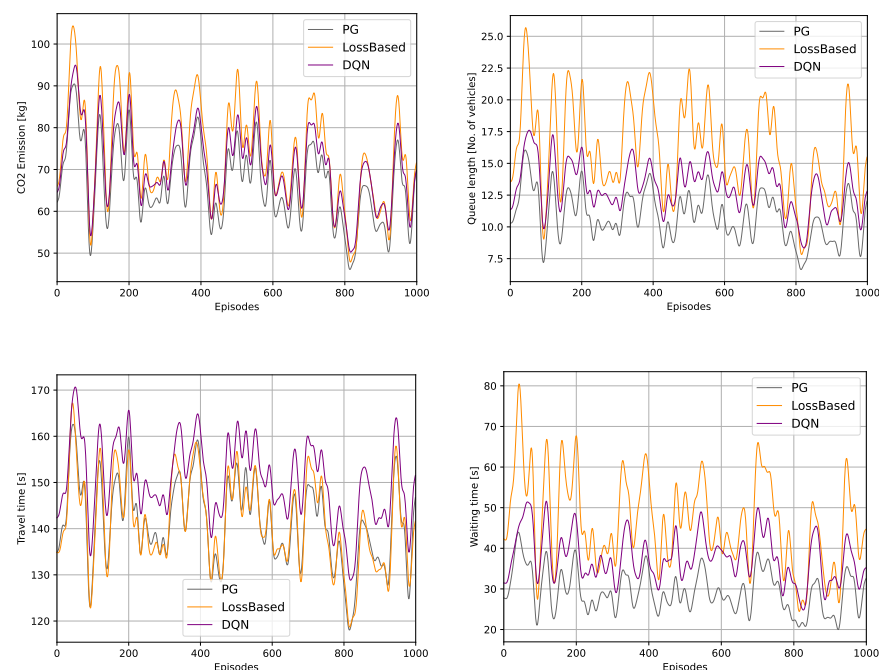 PG
LossBased
DQN
CO2 Emission [kg]
100
90
80
70
60
50
0 200 400 600 800 1000
Episodes
PG
LossBased
DQN
Queue length [No. of vehicles]
25.0
22.5
20.0
17.5
15.0
12.5
10.0
7.5
0 200 400 600 800 1000
Episodes
Travel time [s]
170
160
150
140
130
120
PG
LossBased
DQN
0 200 400 600 800 1000
Episodes
PG
LossBased
DQN
Waiting time [s]
80
70
60
50
40
30
20
0 200 400 600 800 1000
Episodes